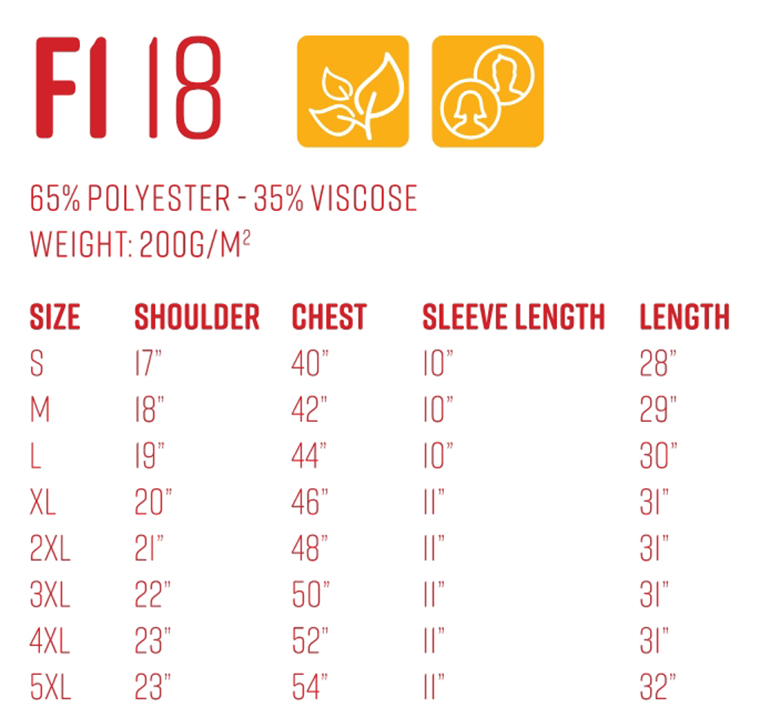 F1 18
65% POLYESTER - 35% VISCOSE
WEIGHT: 200G/M²
SIZE SHOULDER CHEST SLEEVE LENGTH LENGTH
S 17" 40" 10" 28"
M 18" 42" 10" 29"
L 19" 44" 10" 30"
XL 20" 46" 11" 31"
2XL 21" 48" 11" 31"
3XL 22" 50" 11" 31"
4XL 23" 52" 11" 31"
5XL 23" 54" 11" 32"